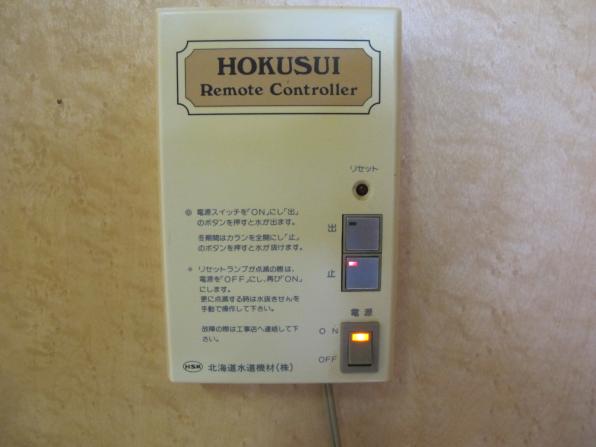 HOKUSUI
Remote Controller
リセット
◎ 電源スイッチを「ON」にし「出」
のボタンを押すと水が出ます。
冬期間はカランを全開にし「止」
のボタンを押すと水が抜けます。
＊ リセットランプが点滅の際は、
電源を「OFF」にし、再び「ON」
にします。
更に点滅する時は水抜きせんを
手動で操作して下さい。
故障の際は工事店へ連絡して下
さい。
出
止
電源
ON
OFF
HSK 北海道水道機材(株)